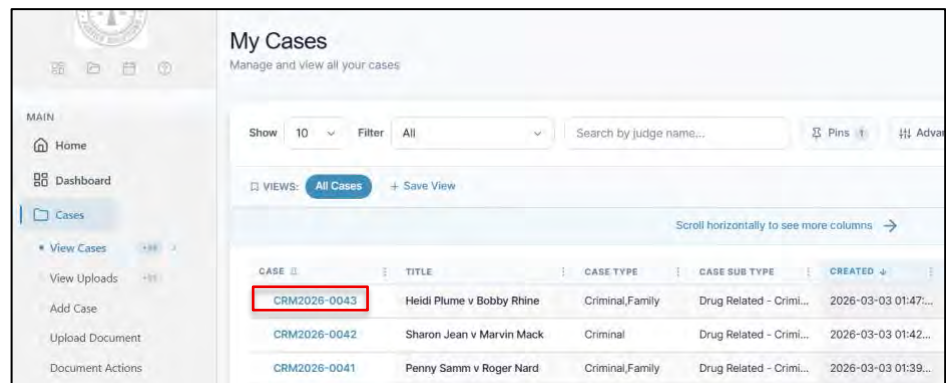 My Cases
Manage and view all your cases
MAIN
Home
Dashboard
Cases
View Cases
View Uploads
Add Case
Upload Document
Document Actions
Show 10 Filter All Search by judge name... Pins 1 Advan
VIEWS: All Cases + Save View
Scroll horizontally to see more columns →
CASE TITLE CASE TYPE CASE SUB TYPE CREATED ↓
CRM2026-0043 Heidi Plume v Bobby Rhine Criminal,Family Drug Related - Crimi... 2026-03-03 01:47:...
CRM2026-0042 Sharon Jean v Marvin Mack Criminal Drug Related - Crimi... 2026-03-03 01:42...
CRM2026-0041 Penny Samm v Roger Nard Criminal,Family Drug Related - Crimi... 2026-03-03 01:39...